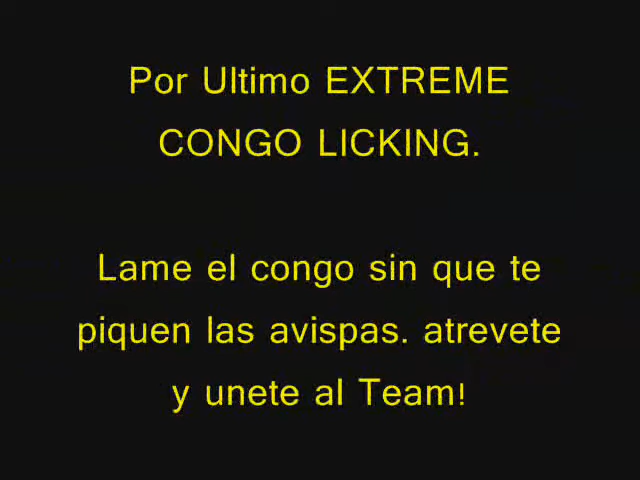 Por Ultimo EXTREME
CONGO LICKING.
Lame el congo sin que te
piquen las avispas. atrevete
y unete al Team!